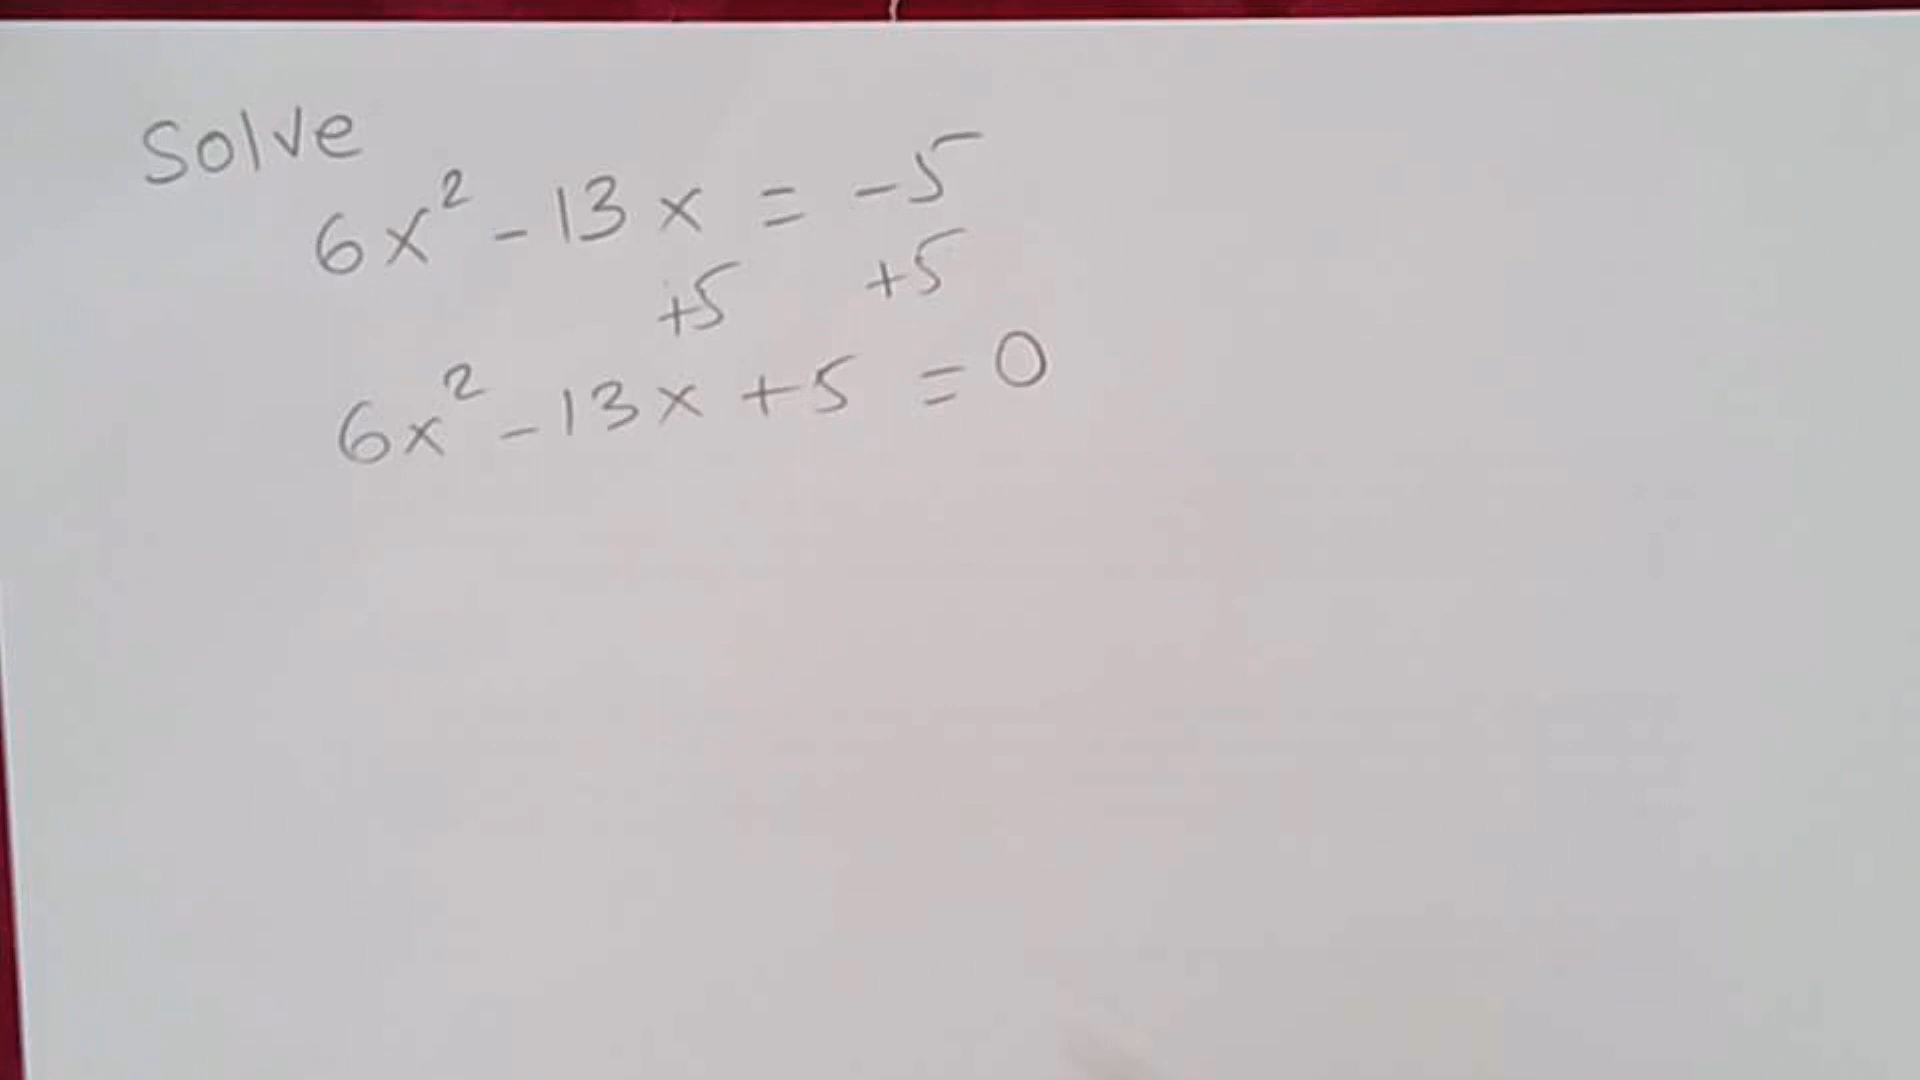 Solve
6x² - 13x = -5
+5 +5
6x² - 13x + 5 = 0